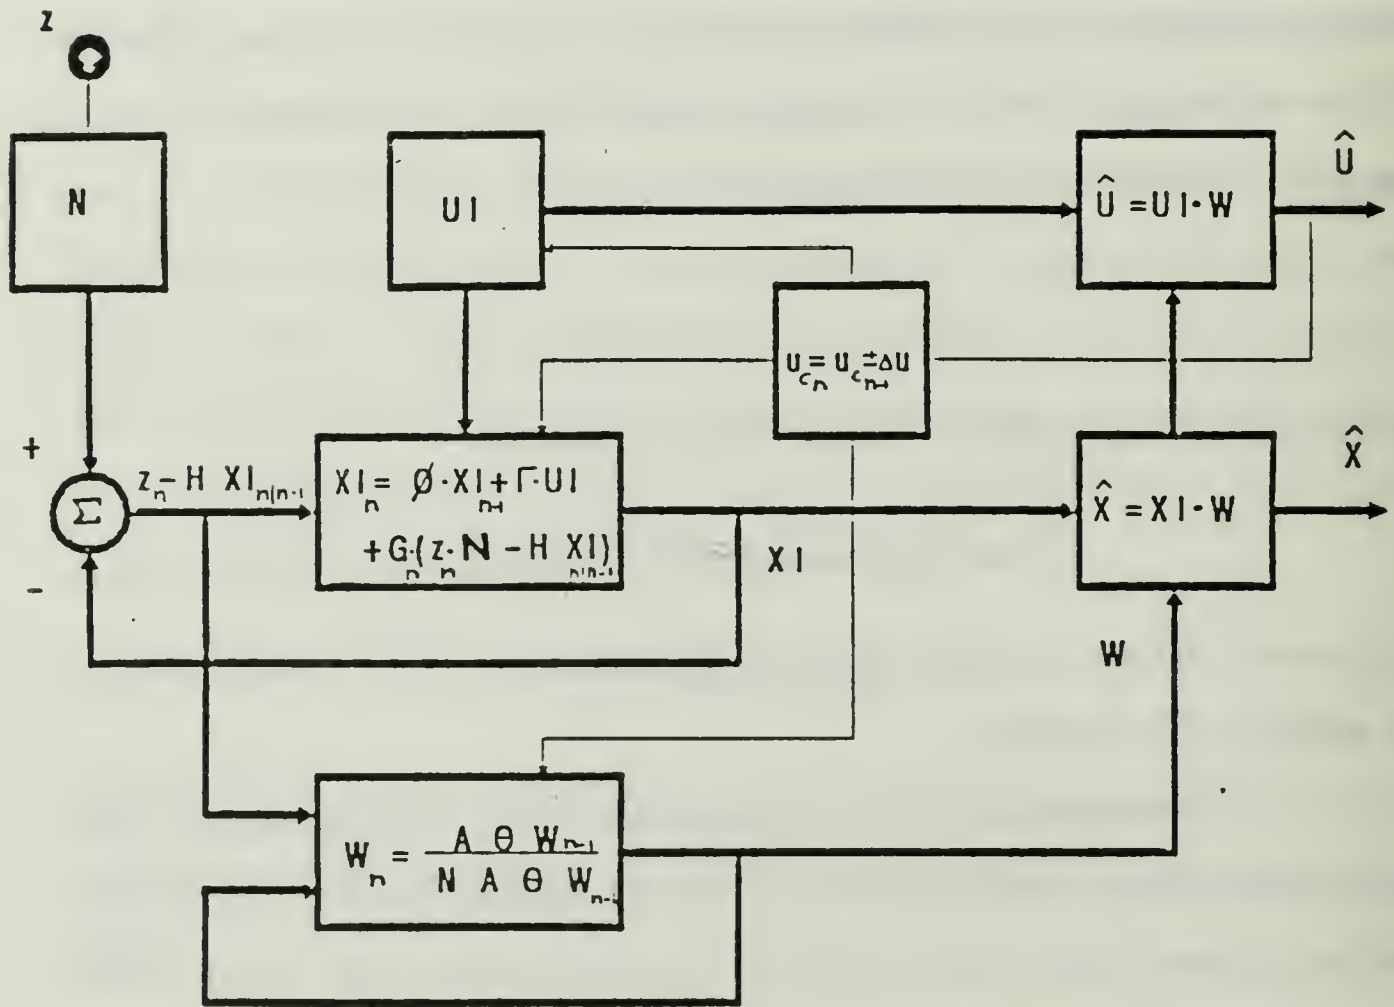 z
N
UI
Û = UI·W
Û
U_{c_n} = U_{c_{n-1}} ± ΔU
+
Σ
-
z_n - H XI_{n|n-1}
XI_n = Ø·XI_{n-1} + Γ·UI
+ G_n·(z_n·N - H XI_{n|n-1})
XI
X̂ = XI·W
X̂
W
W_n = A Θ W_{n-1}
N A Θ W_{n-1}